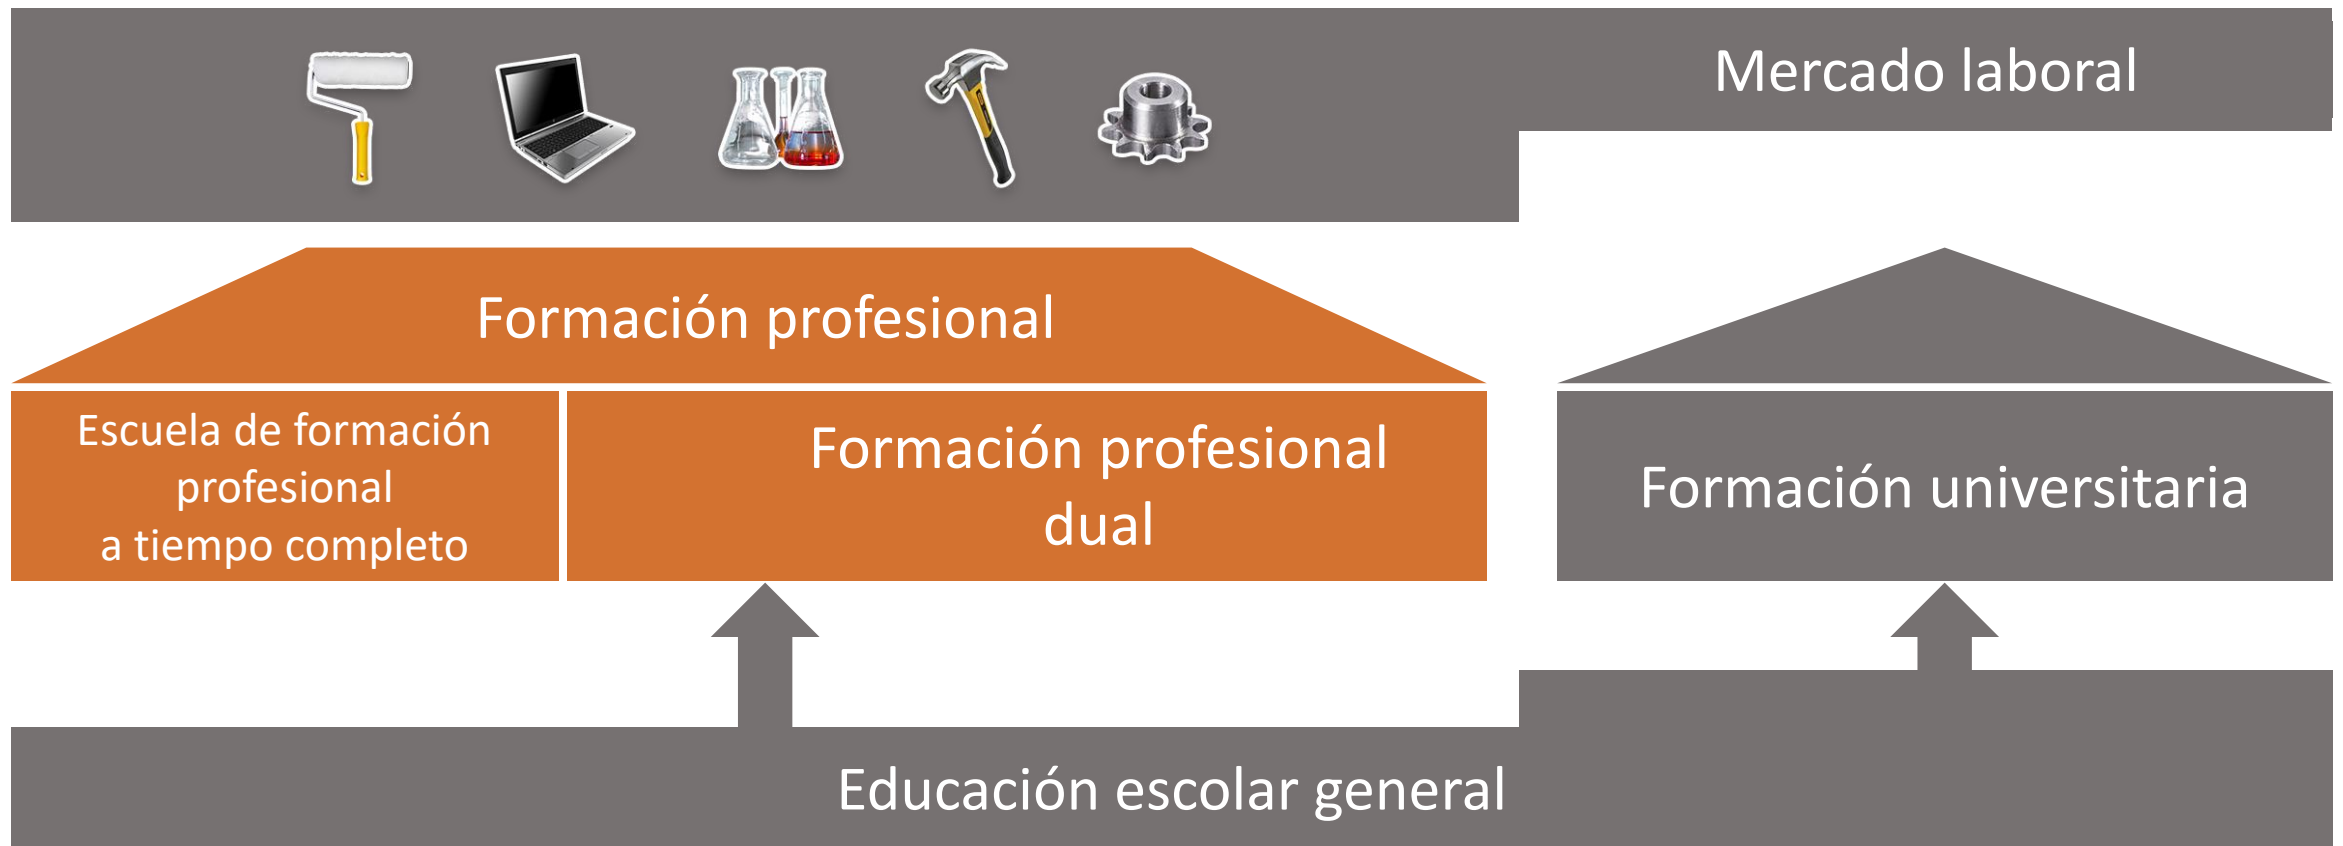 Mercado laboral
Formación profesional
Escuela de formación
profesional
a tiempo completo
Formación profesional
dual
Formación universitaria
Educación escolar general